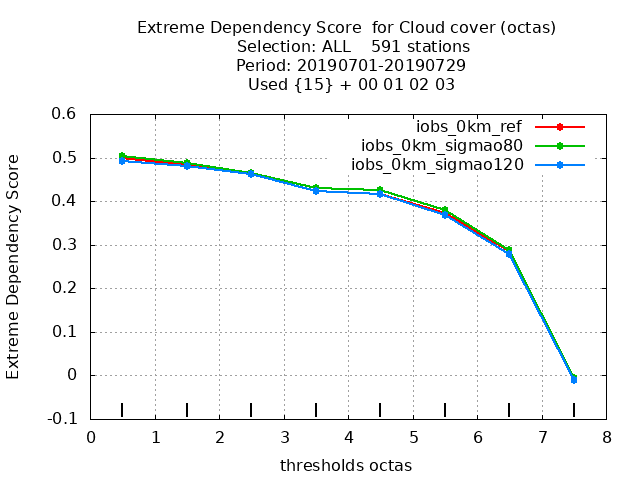 Extreme Dependency Score  for Cloud cover (octas)
Selection: ALL    591 stations
Period: 20190701-20190729
Used {15} + 00 01 02 03
iobs_0km_ref
iobs_0km_sigmao80
iobs_0km_sigmao120
Extreme Dependency Score
0.6
0.5
0.4
0.3
0.2
0.1
0
-0.1
0 1 2 3 4 5 6 7 8
thresholds octas